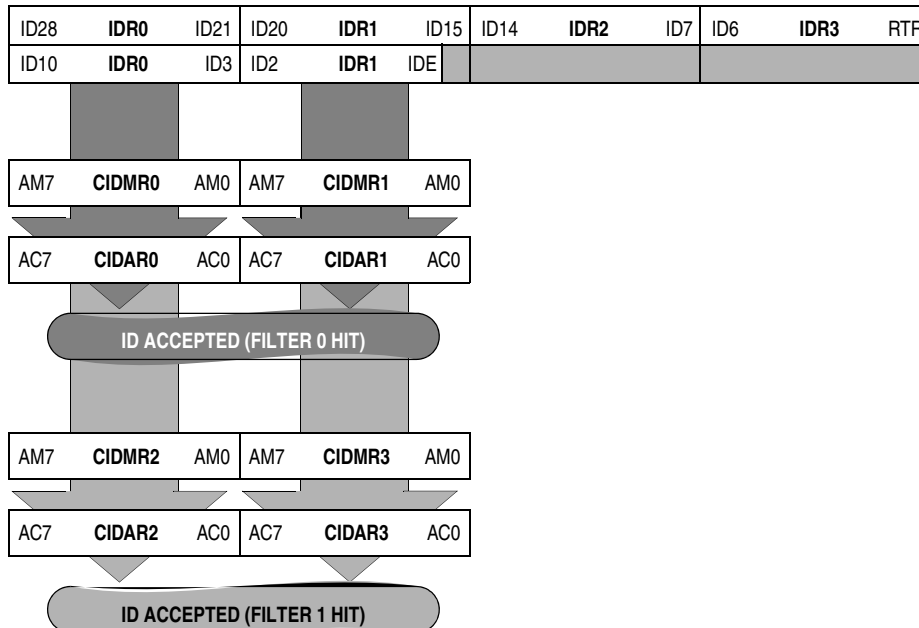 ID28 IDR0 ID21 ID20 IDR1 ID15 ID14 IDR2 ID7 ID6 IDR3 RTR
ID10 IDR0 ID3 ID2 IDR1 IDE
AM7 CIDMR0 AM0 AM7 CIDMR1 AM0
AC7 CIDAR0 AC0 AC7 CIDAR1 AC0
ID ACCEPTED (FILTER 0 HIT)
AM7 CIDMR2 AM0 AM7 CIDMR3 AM0
AC7 CIDAR2 AC0 AC7 CIDAR3 AC0
ID ACCEPTED (FILTER 1 HIT)